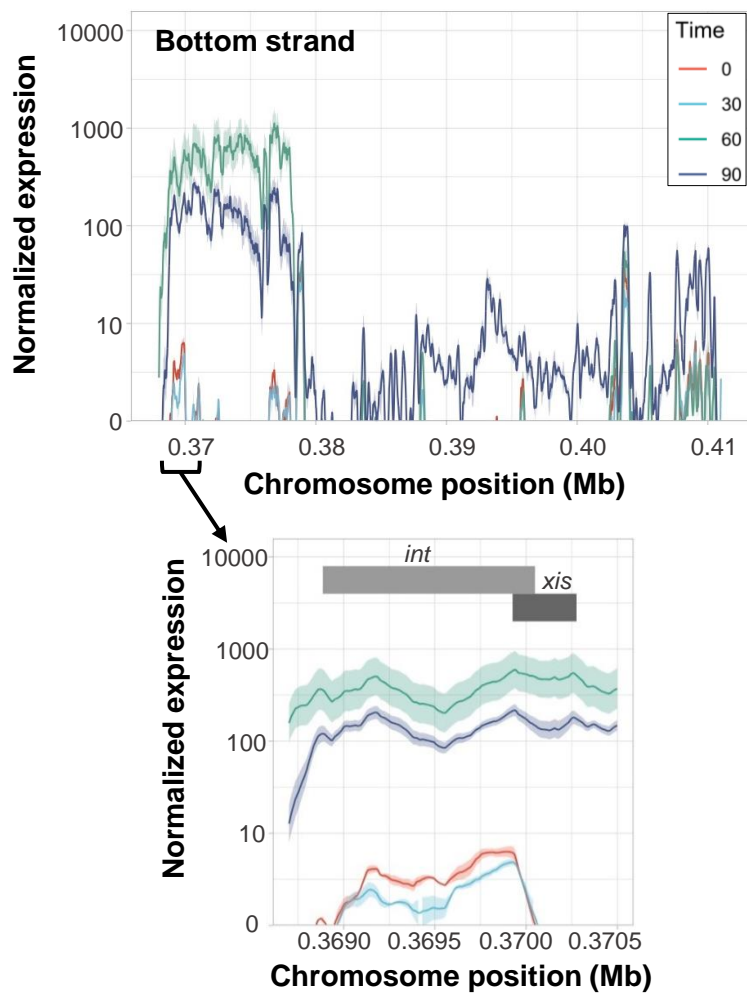 Bottom strand
Time
0
30
60
90
Normalized expression
10000
1000
100
10
0
0.37 0.38 0.39 0.40 0.41
Chromosome position (Mb)
Normalized expression
10000
1000
100
10
0
int
xis
0.3690 0.3695 0.3700 0.3705
Chromosome position (Mb)